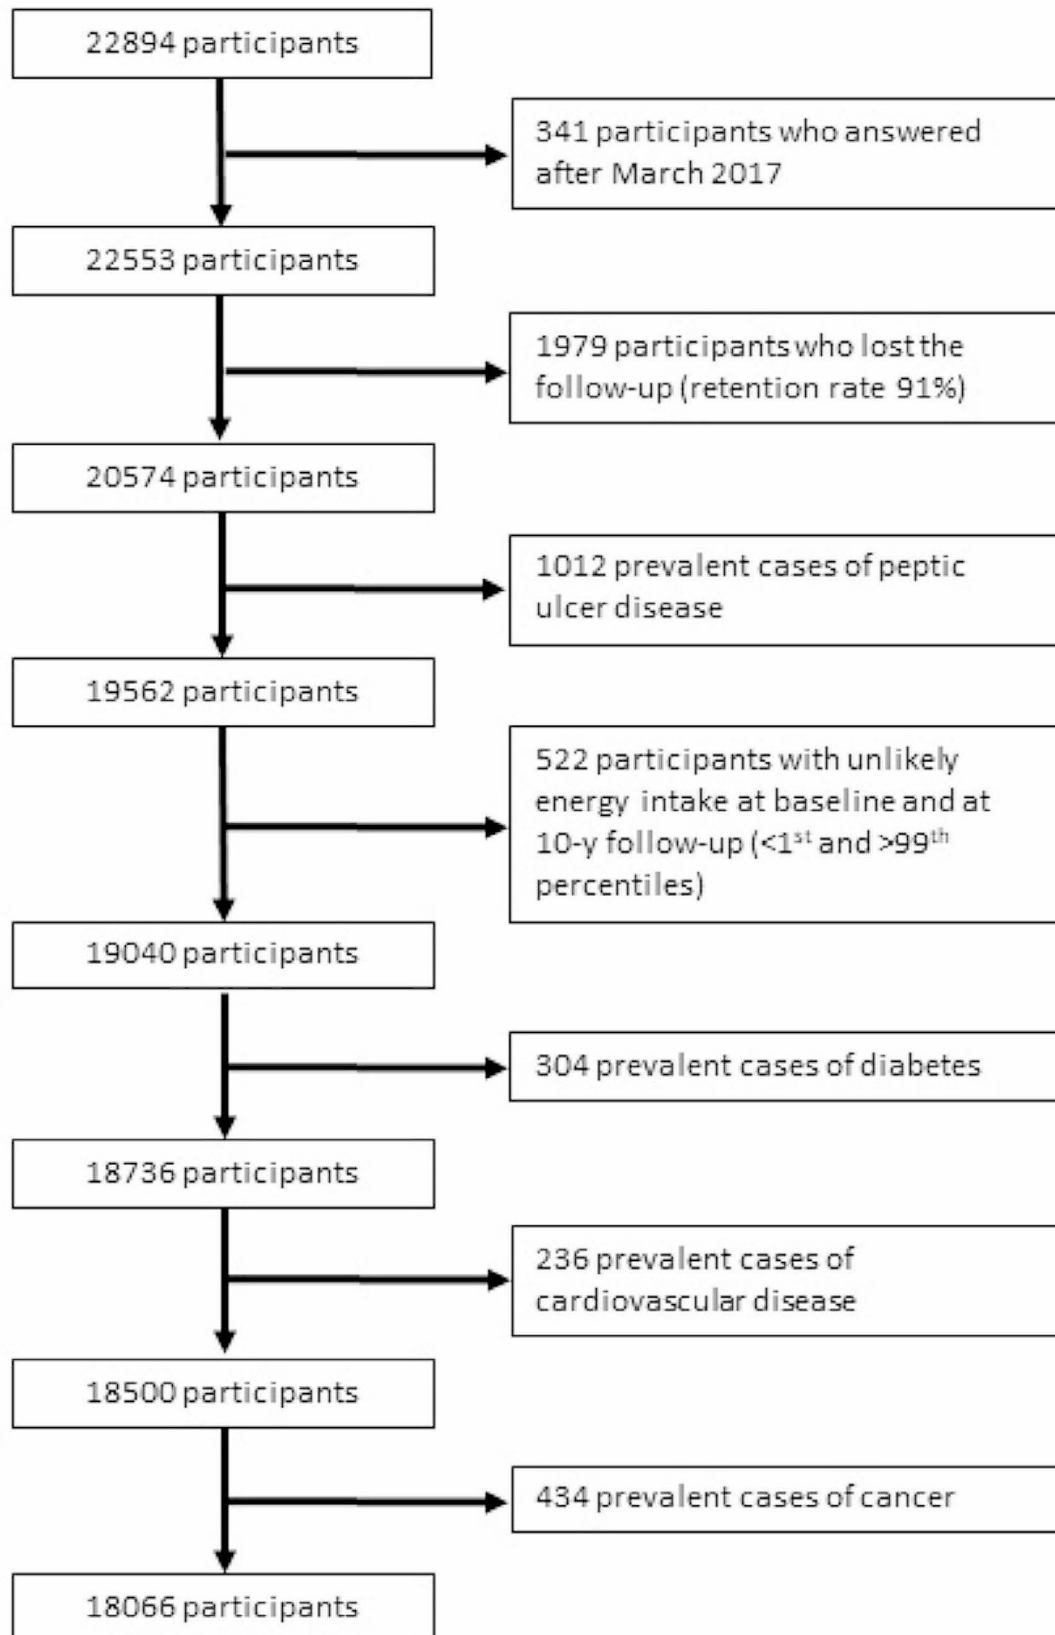 22894 participants
341 participants who answered
after March 2017
22553 participants
1979 participants who lost the
follow-up (retention rate 91%)
20574 participants
1012 prevalent cases of peptic
ulcer disease
19562 participants
522 participants with unlikely
energy intake at baseline and at
10-y follow-up (<1st and >99th
percentiles)
19040 participants
304 prevalent cases of diabetes
18736 participants
236 prevalent cases of
cardiovascular disease
18500 participants
434 prevalent cases of cancer
18066 participants